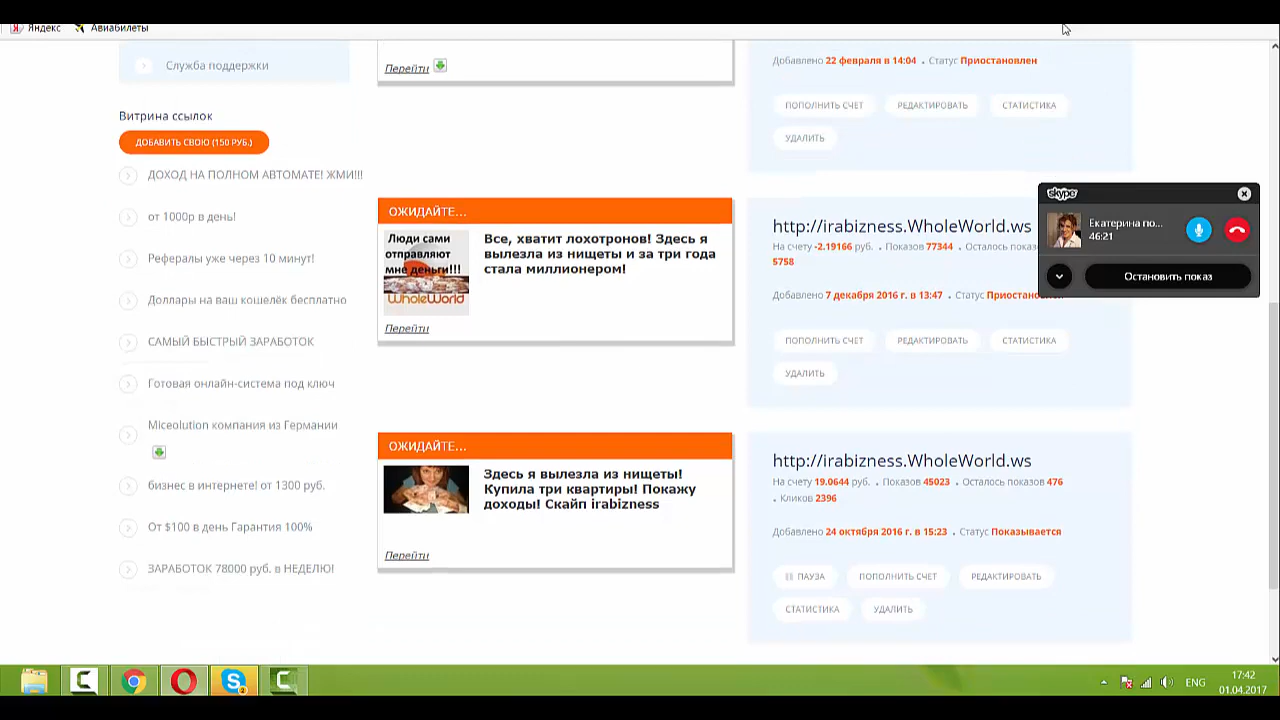 Яндекс
Авиабилеты
Служба поддержки
Витрина ссылок
ДОБАВИТЬ СВОЮ (150 РУБ.)
ДОХОД НА ПОЛНОМ АВТОМАТЕ! ЖМИ!!!
от 1000р в день!
Рефералы уже через 10 минут!
Доллары на ваш кошелёк бесплатно
САМЫЙ БЫСТРЫЙ ЗАРАБОТОК
Готовая онлайн-система под ключ
Miceolution компания из Германии
бизнес в интернете! от 1300 руб.
От $100 в день Гарантия 100%
ЗАРАБОТОК 78000 руб. в НЕДЕЛЮ!
Перейти
ОЖИДАЙТЕ...
Люди сами
отправляют
мне деньги!!!
WholeWorld
Все, хватит лохотронов! Здесь я
вылезла из нищеты и за три года
стала миллионером!
Перейти
ОЖИДАЙТЕ...
Здесь я вылезла из нищеты!
Купила три квартиры! Покажу
доходы! Скайп irabizness
Перейти
Добавлено 22 февраля в 14:04 . Статус Приостановлен
ПОПОЛНИТЬ СЧЕТ РЕДАКТИРОВАТЬ СТАТИСТИКА
УДАЛИТЬ
http://irabizness.WholeWorld.ws
На счету -2.19166 руб. . Показов 77344 . Осталось показо
5758
Добавлено 7 декабря 2016 г. в 13:47 . Статус Приостановлен
ПОПОЛНИТЬ СЧЕТ РЕДАКТИРОВАТЬ СТАТИСТИКА
УДАЛИТЬ
http://irabizness.WholeWorld.ws
На счету 19.0644 руб. . Показов 45023 . Осталось показов 476
. Кликов 2396
Добавлено 24 октября 2016 г. в 15:23 . Статус Показывается
ПАУЗА ПОПОЛНИТЬ СЧЕТ РЕДАКТИРОВАТЬ
СТАТИСТИКА УДАЛИТЬ
skype
Екатерина по...
46:21
Остановить показ
2
ENG
17:42
01.04.2017